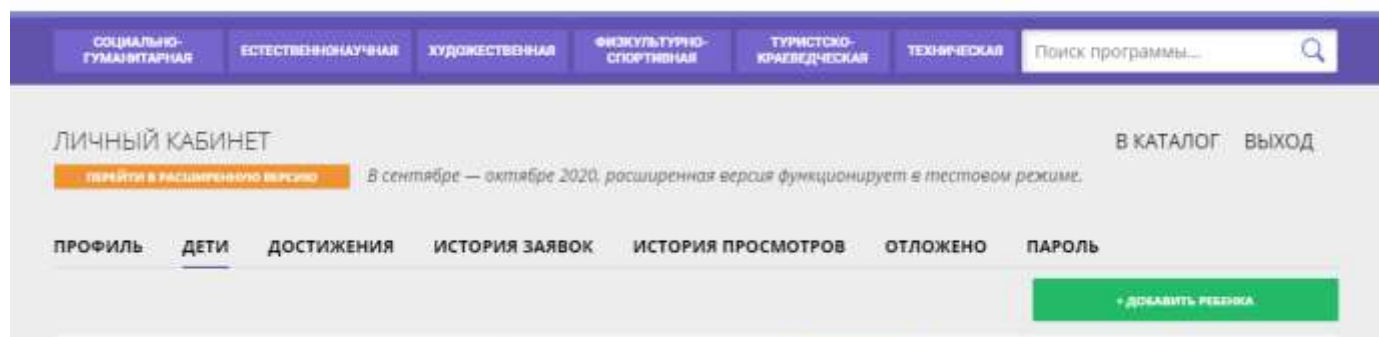 СОЦИАЛЬНО-
ГУМАНИТАРНАЯ
ЕСТЕСТВЕННОНАУЧНАЯ
ХУДОЖЕСТВЕННАЯ
ФИЗКУЛЬТУРНО-
СПОРТИВНАЯ
ТУРИСТСКО-
КРАЕВЕДЧЕСКАЯ
ТЕХНИЧЕСКАЯ
Поиск программы...
ЛИЧНЫЙ КАБИНЕТ
В КАТАЛОГ ВЫХОД
ПЕРЕЙТИ В РАСШИРЕННУЮ ВЕРСИЮ
В сентябре — октябре 2020, расширенная версия функционирует в тестовом режиме.
ПРОФИЛЬ ДЕТИ ДОСТИЖЕНИЯ ИСТОРИЯ ЗАЯВОК ИСТОРИЯ ПРОСМОТРОВ ОТЛОЖЕНО ПАРОЛЬ
+ ДОБАВИТЬ РЕБЕНКА